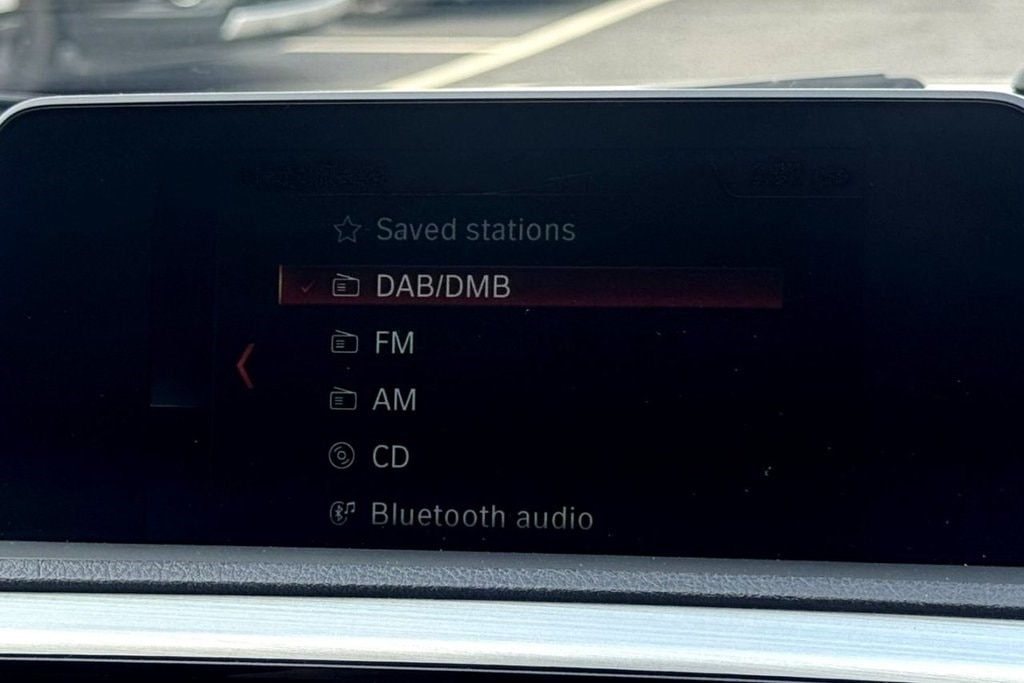 Saved stations
DAB/DMB
FM
AM
CD
Bluetooth audio